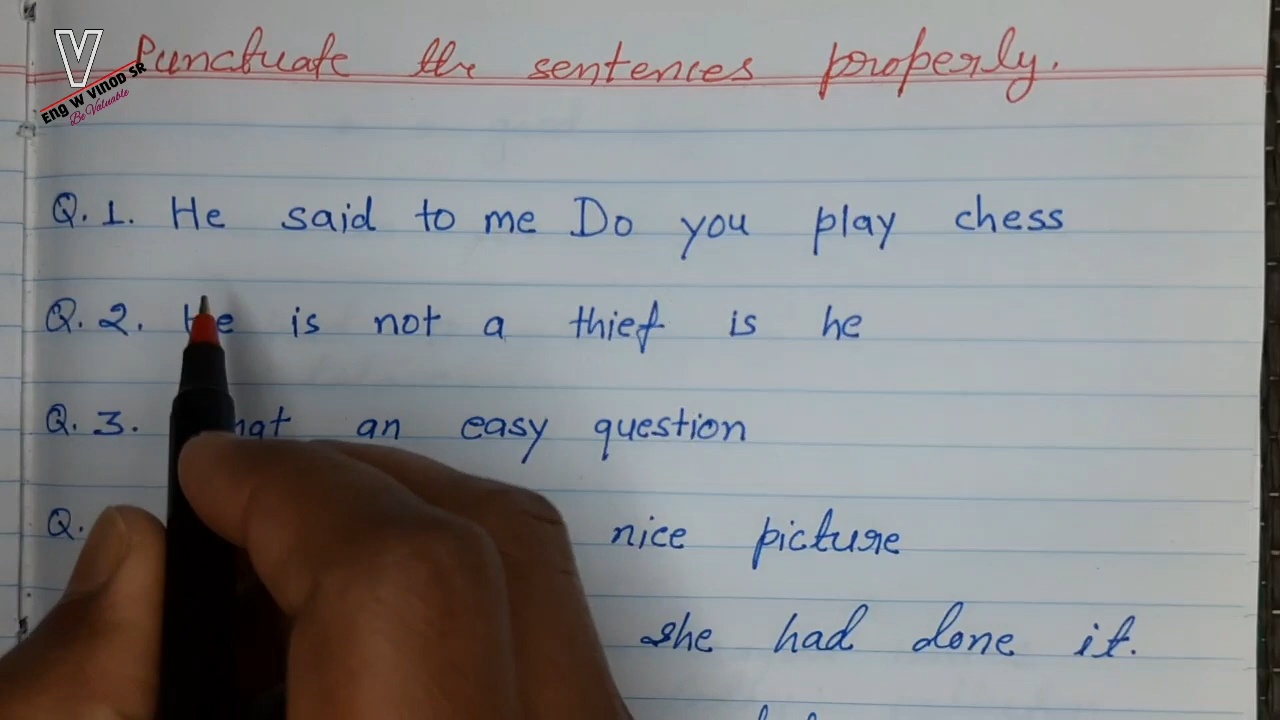 V
Eng W Vinod SR
Be Valuable
Punctuate the sentences properly.
Q. 1. He said to me Do you play chess
Q. 2. He is not a thief is he
Q. 3. an easy question
Q. nice picture
she had done it.